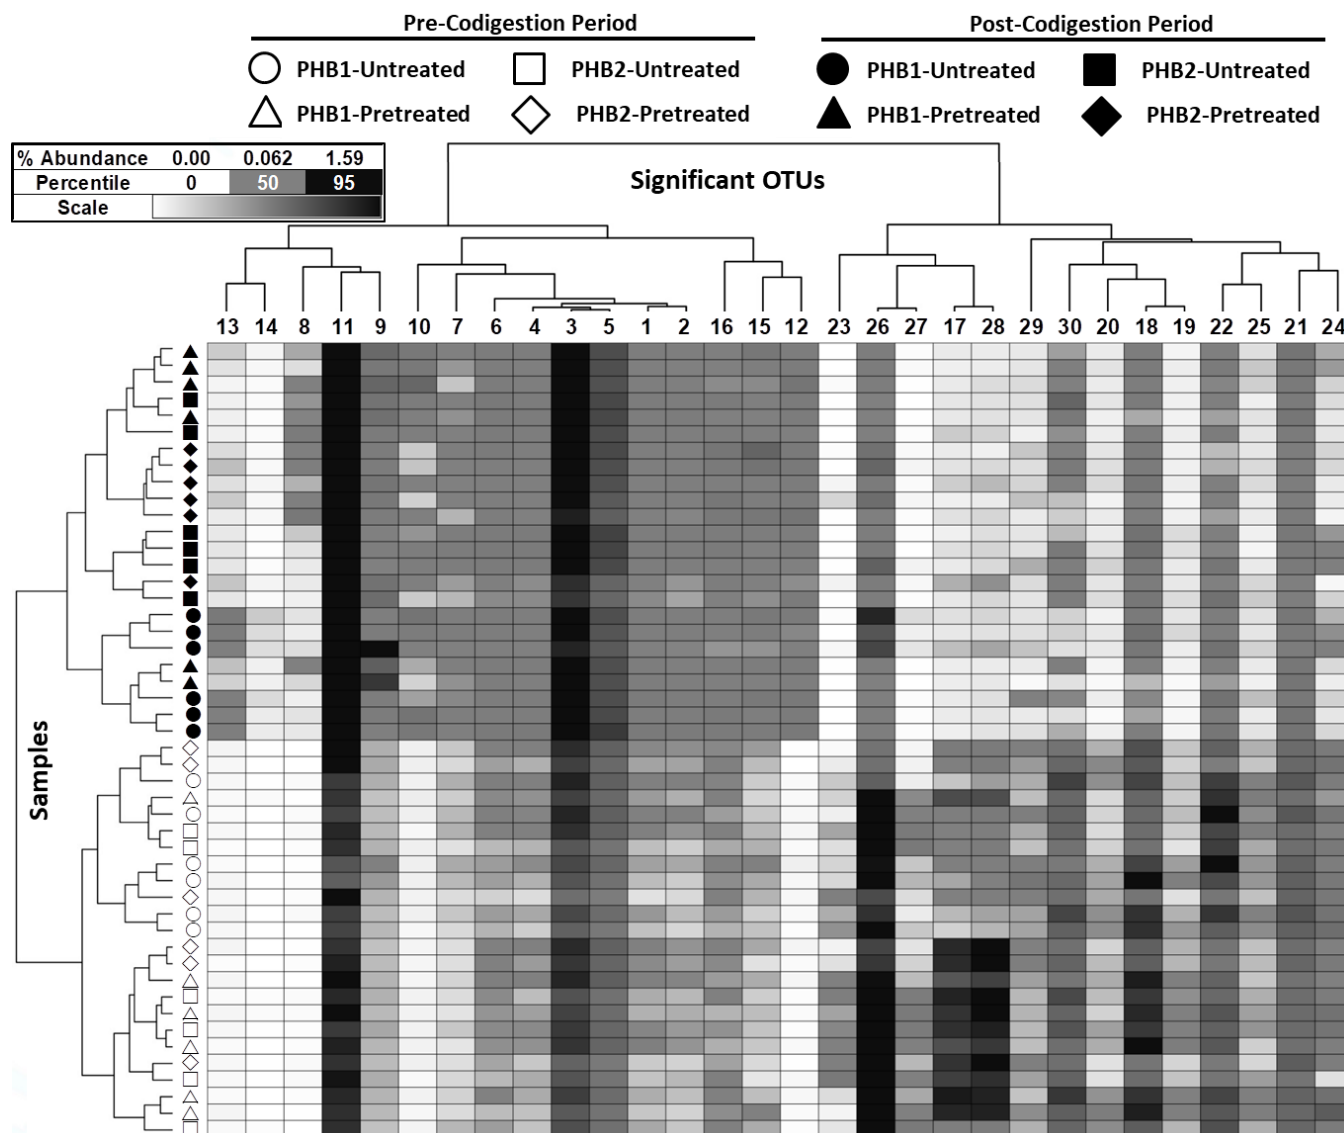 Pre-Codigestion Period
Post-Codigestion Period
PHB1-Untreated
PHB2-Untreated
PHB1-Untreated
PHB2-Untreated
PHB1-Pretreated
PHB2-Pretreated
PHB1-Pretreated
PHB2-Pretreated
% Abundance 0.00 0.062 1.59
Percentile 0 50 95
Scale
Significant OTUs
13 14 8 11 9 10 7 6 4 3 5 1 2 16 15 12 23 26 27 17 28 29 30 20 18 19 22 25 21 24
Samples